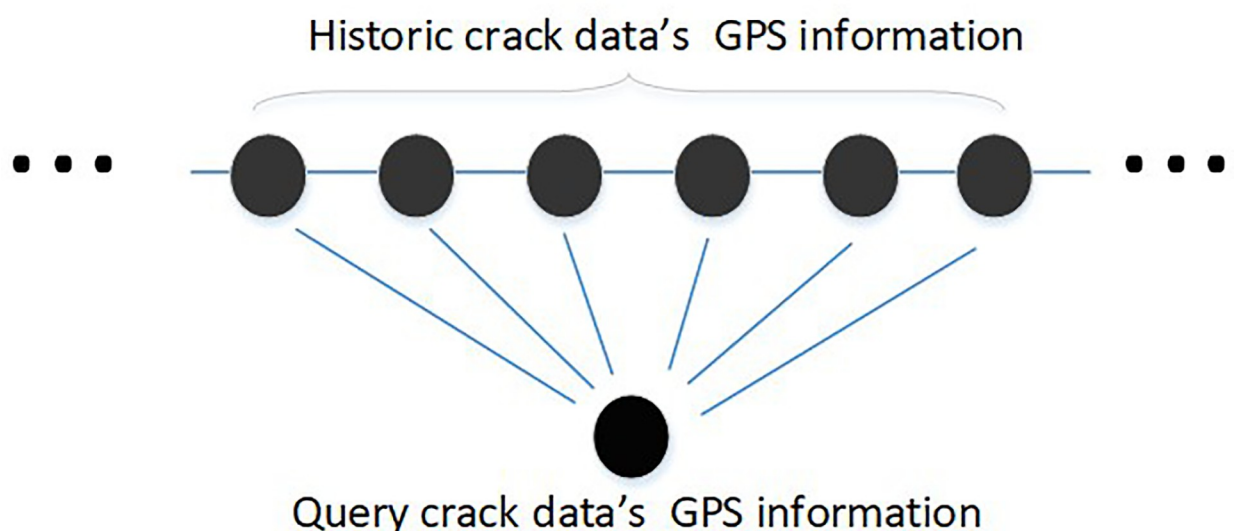 Historic crack data’s GPS information
... ...
Query crack data’s GPS information